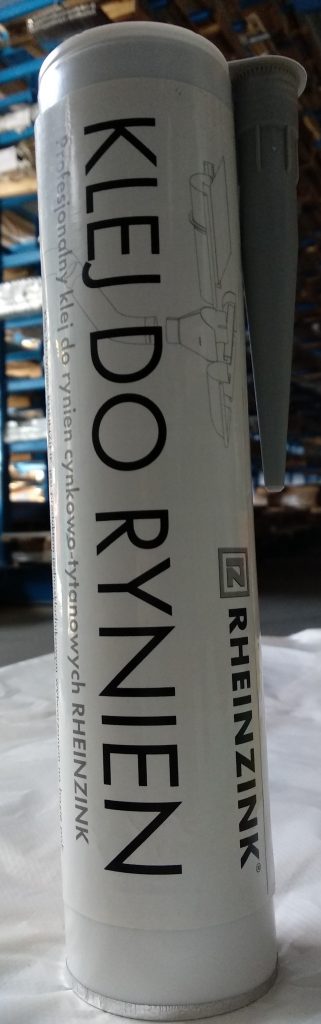 KLEJ DO RYNIEN
Profesjonalny klej do rynien cynkowo-tytanowych RHEINZINK
RHEINZINK®